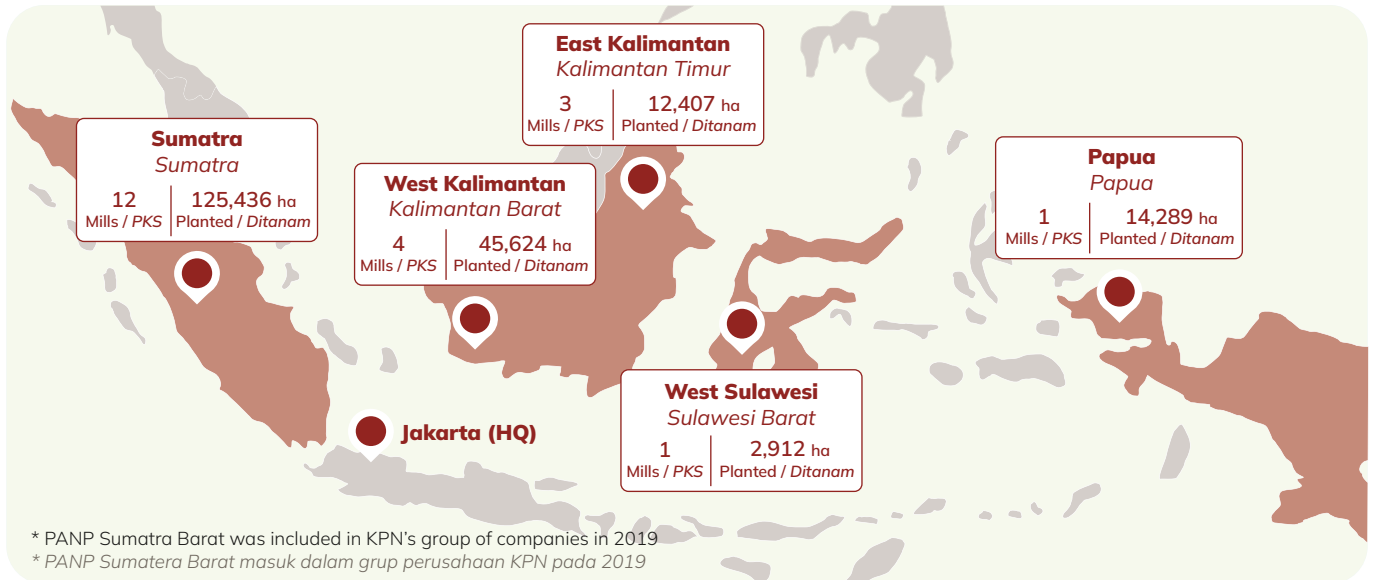 East Kalimantan
Kalimantan Timur
3
12,407 ha
Mills / PKS
Planted / Ditanam
Sumatra
Sumatra
12
125,436 ha
Mills / PKS
Planted / Ditanam
West Kalimantan
Kalimantan Barat
4
45,624 ha
Mills / PKS
Planted / Ditanam
Papua
Papua
1
14,289 ha
Mills / PKS
Planted / Ditanam
West Sulawesi
Sulawesi Barat
1
2,912 ha
Mills / PKS
Planted / Ditanam
Jakarta (HQ)
* PANP Sumatra Barat was included in KPN's group of companies in 2019
* PANP Sumatera Barat masuk dalam grup perusahaan KPN pada 2019